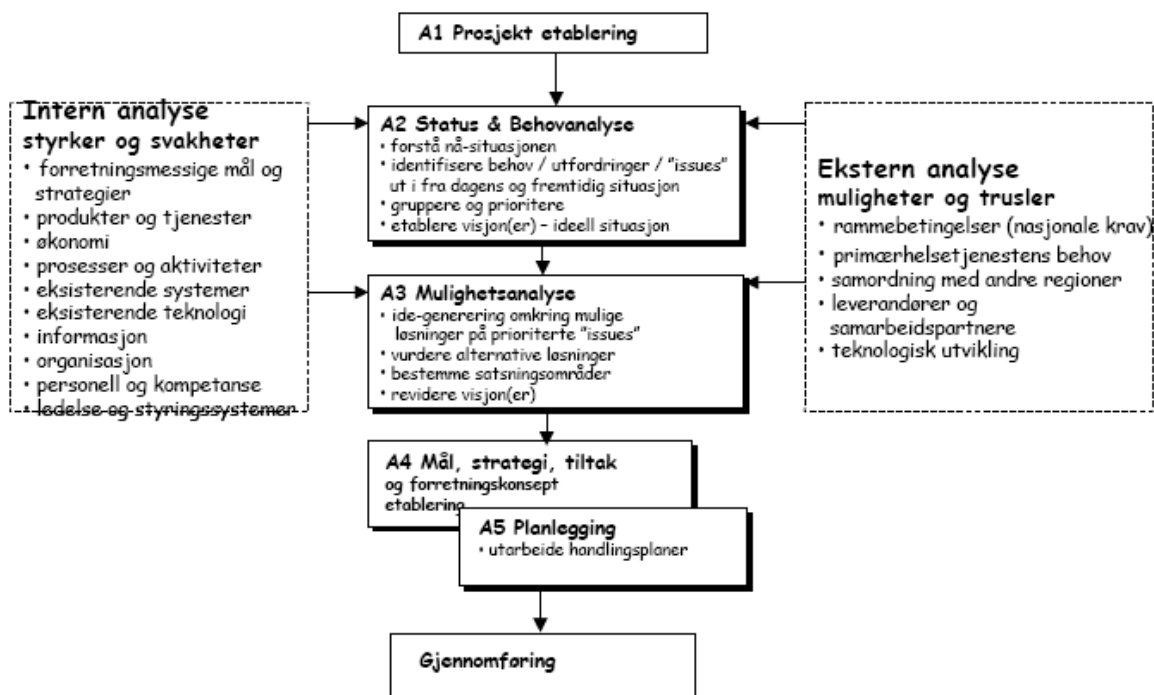 A1 Prosjekt etablering
Intern analyse
styrker og svakheter
• forretningsmessige mål og
strategier
• produkter og tjenester
• økonomi
• prosesser og aktiviteter
• eksisterende systemer
• eksisterende teknologi
• informasjon
• organisasjon
• personell og kompetanse
• ledelse og styringssystemer
A2 Status & Behovanalyse
• forstå nå-situasjonen
• identifisere behov / utfordringer / "issues"
ut i fra dagens og fremtidig situasjon
• gruppere og prioritere
• etablere visjon(er) – ideell situasjon
A3 Mulighetsanalyse
• ide-generering omkring mulige
løsninger på prioriterte "issues"
• vurdere alternative løsninger
• bestemme satsningsområder
• revidere visjon(er)
Ekstern analyse
muligheter og trusler
• rammebetingelser (nasjonale krav)
• primærhelsetjenestens behov
• samordning med andre regioner
• leverandører og
samarbeidspartnere
• teknologisk utvikling
A4 Mål, strategi, tiltak
og forretningskonsept
etablering
A5 Planlegging
• utarbeide handlingsplaner
Gjennomføring